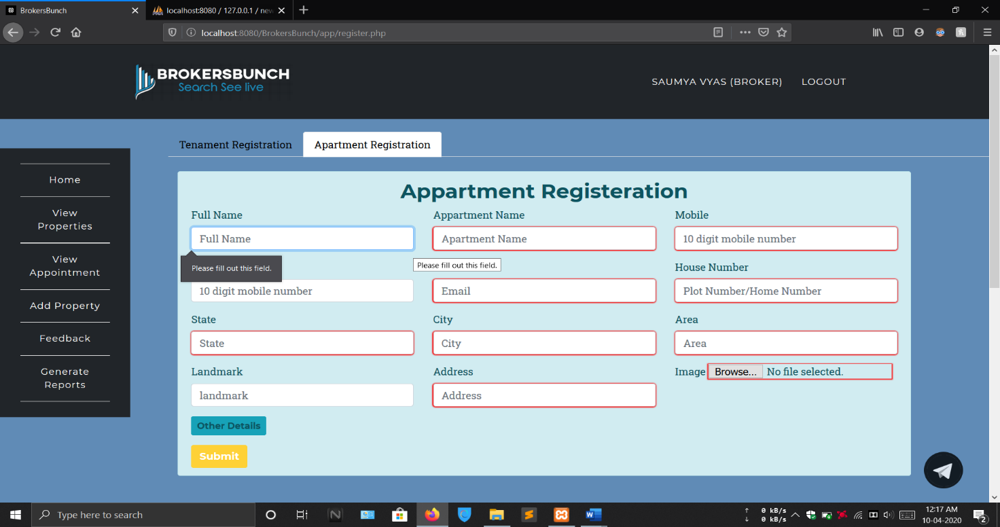 BrokersBunch
localhost:8080 / 127.0.0.1 / new
localhost:8080/BrokersBunch/app/register.php
BROKERSBUNCH
Search See live
SAUMYA VYAS (BROKER)
LOGOUT
Tenament Registration
Apartment Registration
Home
View
Properties
View
Appointment
Add Property
Feedback
Generate
Reports
Appartment Registeration
Full Name
Appartment Name
Mobile
Full Name
Apartment Name
10 digit mobile number
Please fill out this field.
Please fill out this field.
House Number
10 digit mobile number
Email
Plot Number/Home Number
State
City
Area
State
City
Area
Landmark
Address
Image Browse... No file selected.
landmark
Address
Other Details
Submit
Type here to search
0 kB/s
0 kB/s
12:17 AM
10-04-2020
2